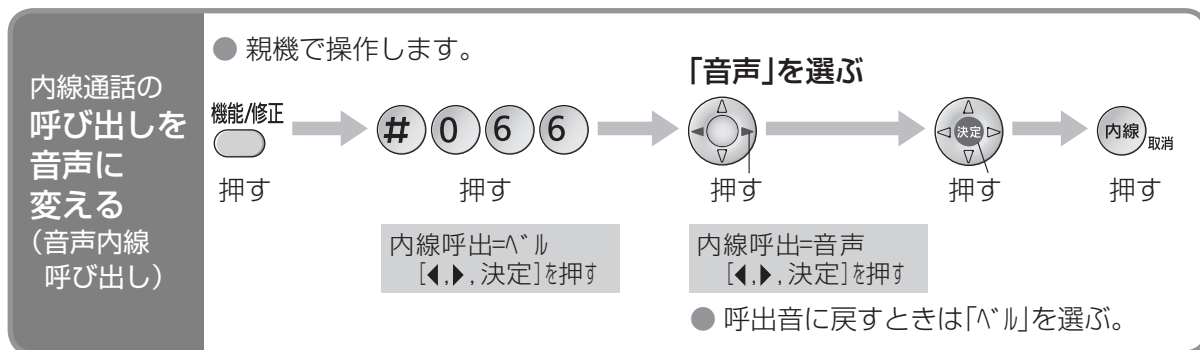 内線通話の
呼び出しを
音声に
変える
(音声内線
呼び出し)
● 親機で操作します。
機能/修正
押す
# 0 6 6
押す
内線呼出=ﾍﾞﾙ
[◀,▶,決定]を押す
「音声」を選ぶ
押す
内線呼出=音声
[◀,▶,決定]を押す
● 呼出音に戻すときは「ﾍﾞﾙ」を選ぶ。
決定
押す
内線
取消
押す